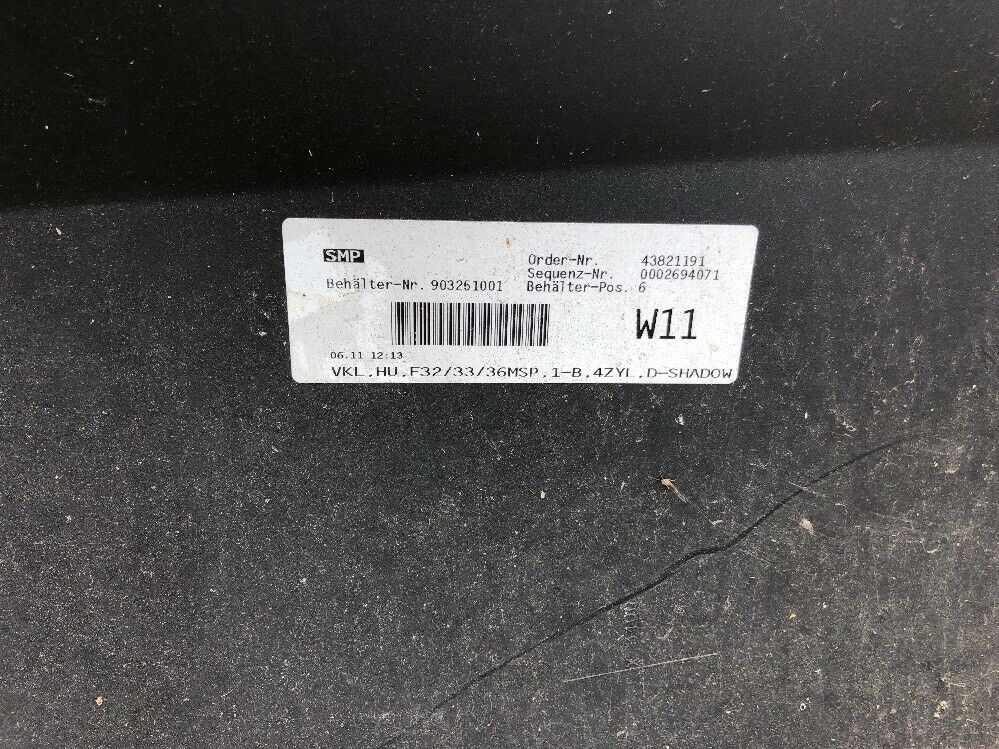 SMP
Order-Nr. 43821191
Sequenz-Nr. 0002694071
Behälter-Nr. 903261001 Behälter-Pos. 6
W11
06.11 12:13
VKL.HU.F32/33/36MSP.1-B.4ZYL.D-SHADOW